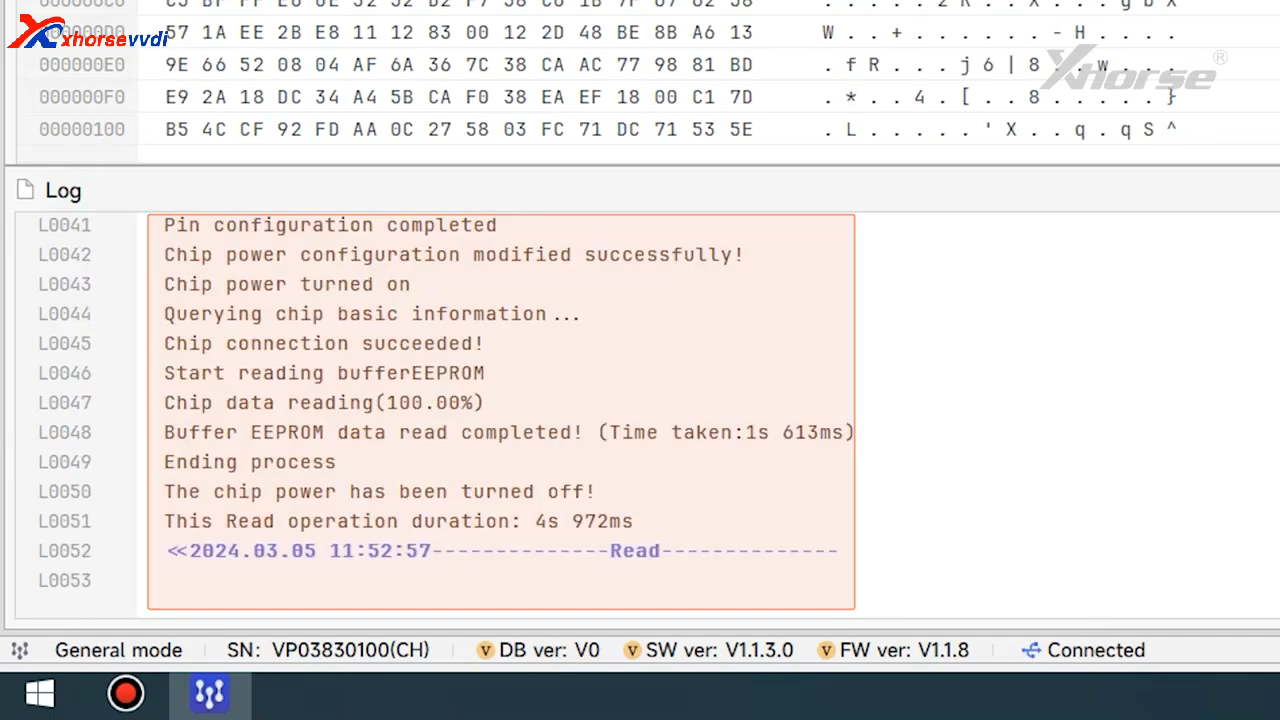 xhorsevvdi
Xhorse®
57 1A EE 2B E8 11 12 83 00 12 2D 48 BE 8B A6 13 W . . + . . . . . . - H . . . .
000000E0 9E 66 52 08 04 AF 6A 36 7C 38 CA AC 77 98 81 BD . f R . . . j 6 | 8 . . W . . .
000000F0 E9 2A 18 DC 34 A4 5B CA F0 38 EA EF 18 00 C1 7D . * . . 4 . [ . . 8 . . . . . }
00000100 B5 4C CF 92 FD AA 0C 27 58 03 FC 71 DC 71 53 5E . L . . . . . ' X . . q . q S ^
Log
L0041 Pin configuration completed
L0042 Chip power configuration modified successfully!
L0043 Chip power turned on
L0044 Querying chip basic information...
L0045 Chip connection succeeded!
L0046 Start reading bufferEEPROM
L0047 Chip data reading(100.00%)
L0048 Buffer EEPROM data read completed! (Time taken:1s 613ms)
L0049 Ending process
L0050 The chip power has been turned off!
L0051 This Read operation duration: 4s 972ms
L0052 <<2024.03.05 11:52:57--------------Read--------------
L0053
General mode SN: VP03830100(CH) V DB ver: V0 V SW ver: V1.1.3.0 V FW ver: V1.1.8 Connected